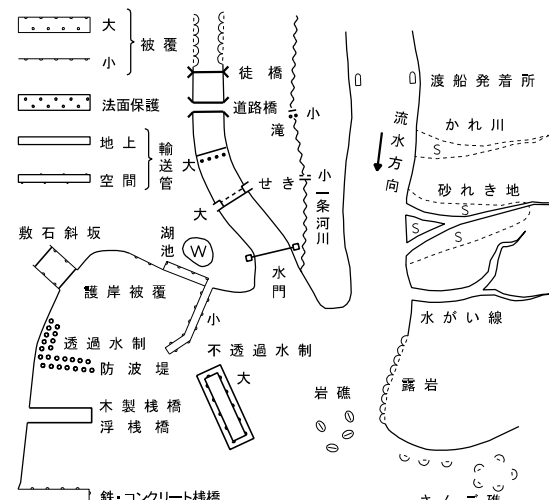 大
被覆
小
法面保護
地上
輸送管
空間
徒橋
道路橋
小
滝
大
せき
小
大
一条河川
渡船発着所
流水方向
かれ川
S
砂れき地
S
S
S
敷石斜坂
湖池
W
護岸被覆
水門
小
水がい線
透過水制
不透過水制
防波堤
大
岩礁
露岩
木製桟橋
浮桟橋
鉄・コンクリート桟橋
さんご礁